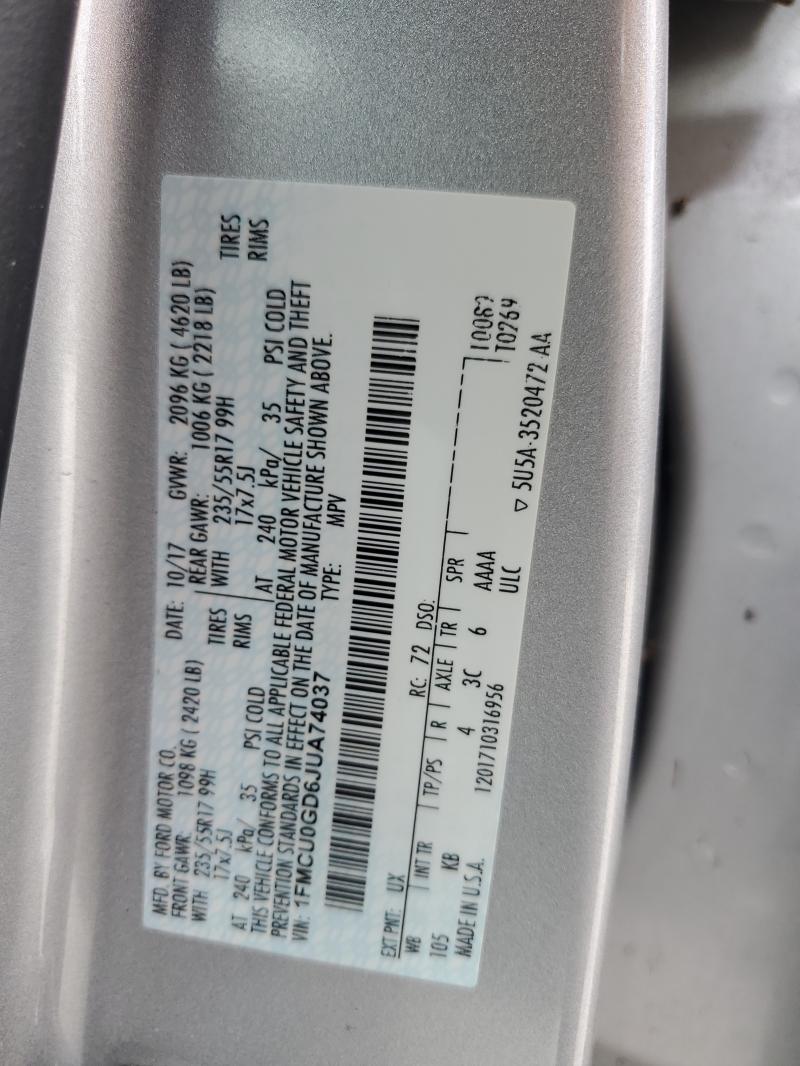 MFD. BY FORD MOTOR CO.
DATE: 10/17 GVWR: 2096 KG ( 4620 LB)
FRONT GAWR: 1098 KG ( 2420 LB)
REAR GAWR: 1006 KG ( 2218 LB)
WITH 235/55R17 99H TIRES
WITH 235/55R17 99H TIRES
17x7.5J RIMS
17x7.5J RIMS
AT 240 kPa/ 35 PSI COLD
AT 240 kPa/ 35 PSI COLD
THIS VEHICLE CONFORMS TO ALL APPLICABLE FEDERAL MOTOR VEHICLE SAFETY AND THEFT
PREVENTION STANDARDS IN EFFECT ON THE DATE OF MANUFACTURE SHOWN ABOVE.
VIN: 1FMCU0GD6JUA74037
TYPE: MPV
EXT PNT: UX RC: 72 DSO:
WB INT TR TP/PS R AXLE TR SPR
105 KB 4 3C 6 AAAA
MADE IN U.S.A. 1201710316956 ULC
10769
▽ 5U5A-3520472 AA